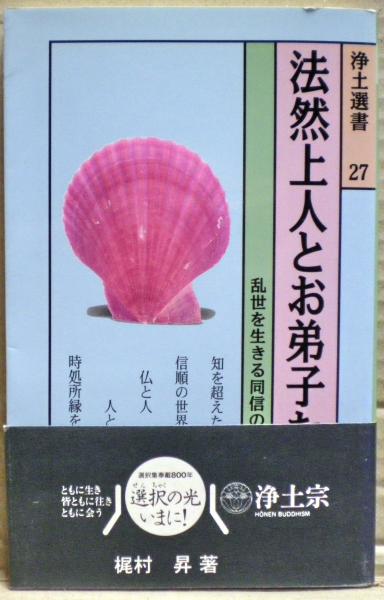 浄土選書
27
法然上人とお弟子
乱世を生きる同信の
知を超えた
信順の世界
仏と人
人と
時処所縁を
選択集奉戴800年
せんちゃく
選択の光
いまに!
ともに生き
皆ともに往き
ともに会う
浄土宗
HŌNEN BUDDHISM
梶村 昇 著